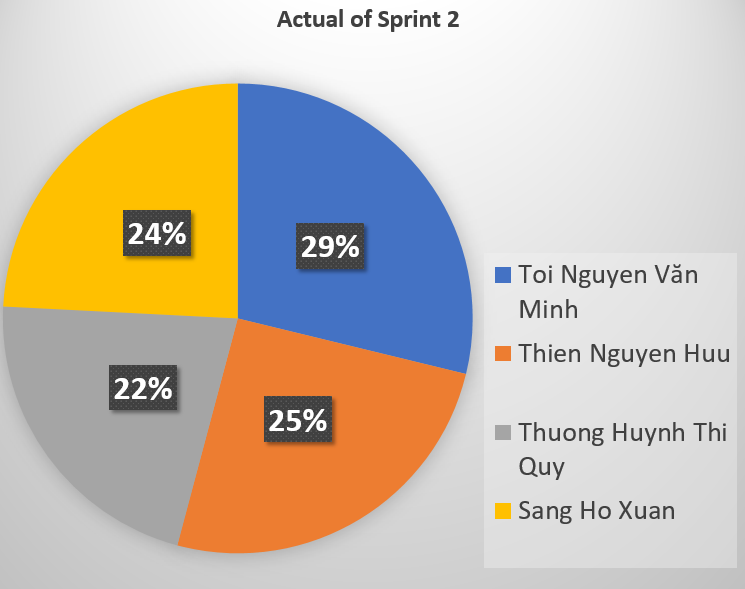 Actual of Sprint 2
24%
29%
22%
25%
Toi Nguyen Văn
Minh
Thien Nguyen Huu
Thuong Huynh Thi
Quy
Sang Ho Xuan